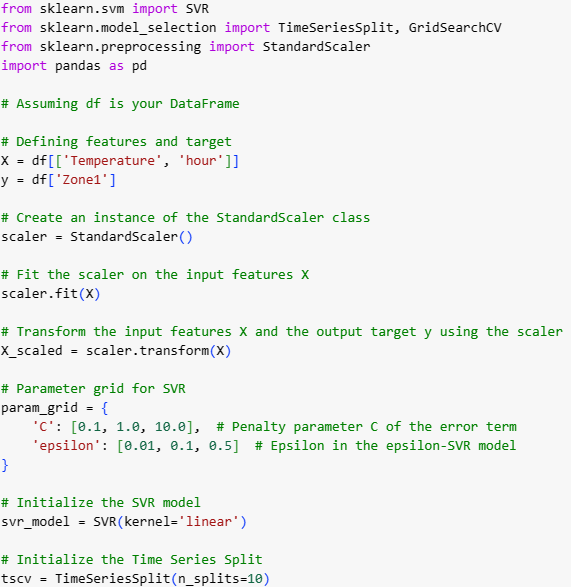 from sklearn.svm import SVR
from sklearn.model_selection import TimeSeriesSplit, GridSearchCV
from sklearn.preprocessing import StandardScaler
import pandas as pd
# Assuming df is your DataFrame
# Defining features and target
X = df[['Temperature', 'hour']]
y = df['Zone1']
# Create an instance of the StandardScaler class
scaler = StandardScaler()
# Fit the scaler on the input features X
scaler.fit(X)
# Transform the input features X and the output target y using the scaler
X_scaled = scaler.transform(X)
# Parameter grid for SVR
param_grid = {
    'C': [0.1, 1.0, 10.0],  # Penalty parameter C of the error term
    'epsilon': [0.01, 0.1, 0.5]  # Epsilon in the epsilon-SVR model
}
# Initialize the SVR model
svr_model = SVR(kernel='linear')
# Initialize the Time Series Split
tscv = TimeSeriesSplit(n_splits=10)